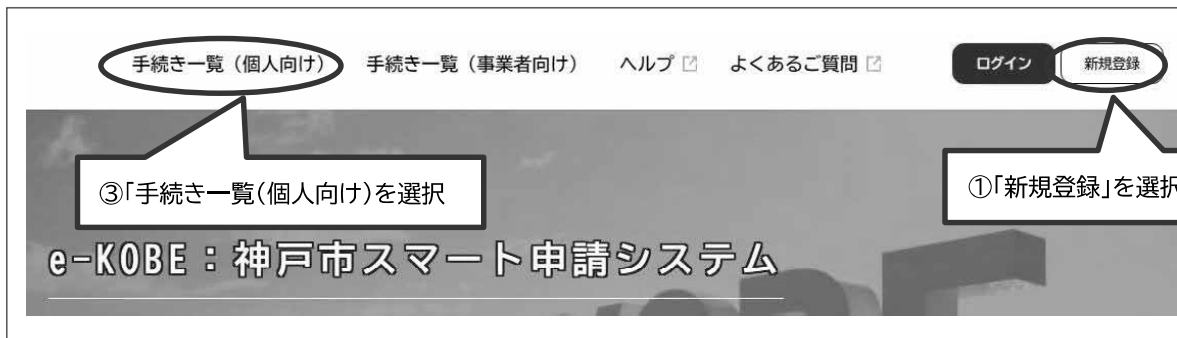 手続き一覧（個人向け） 手続き一覧（事業者向け） ヘルプ よくあるご質問 ログイン 新規登録
③「手続き一覧(個人向け)を選択
①「新規登録」を選択
e-KOBE：神戸市スマート申請システム